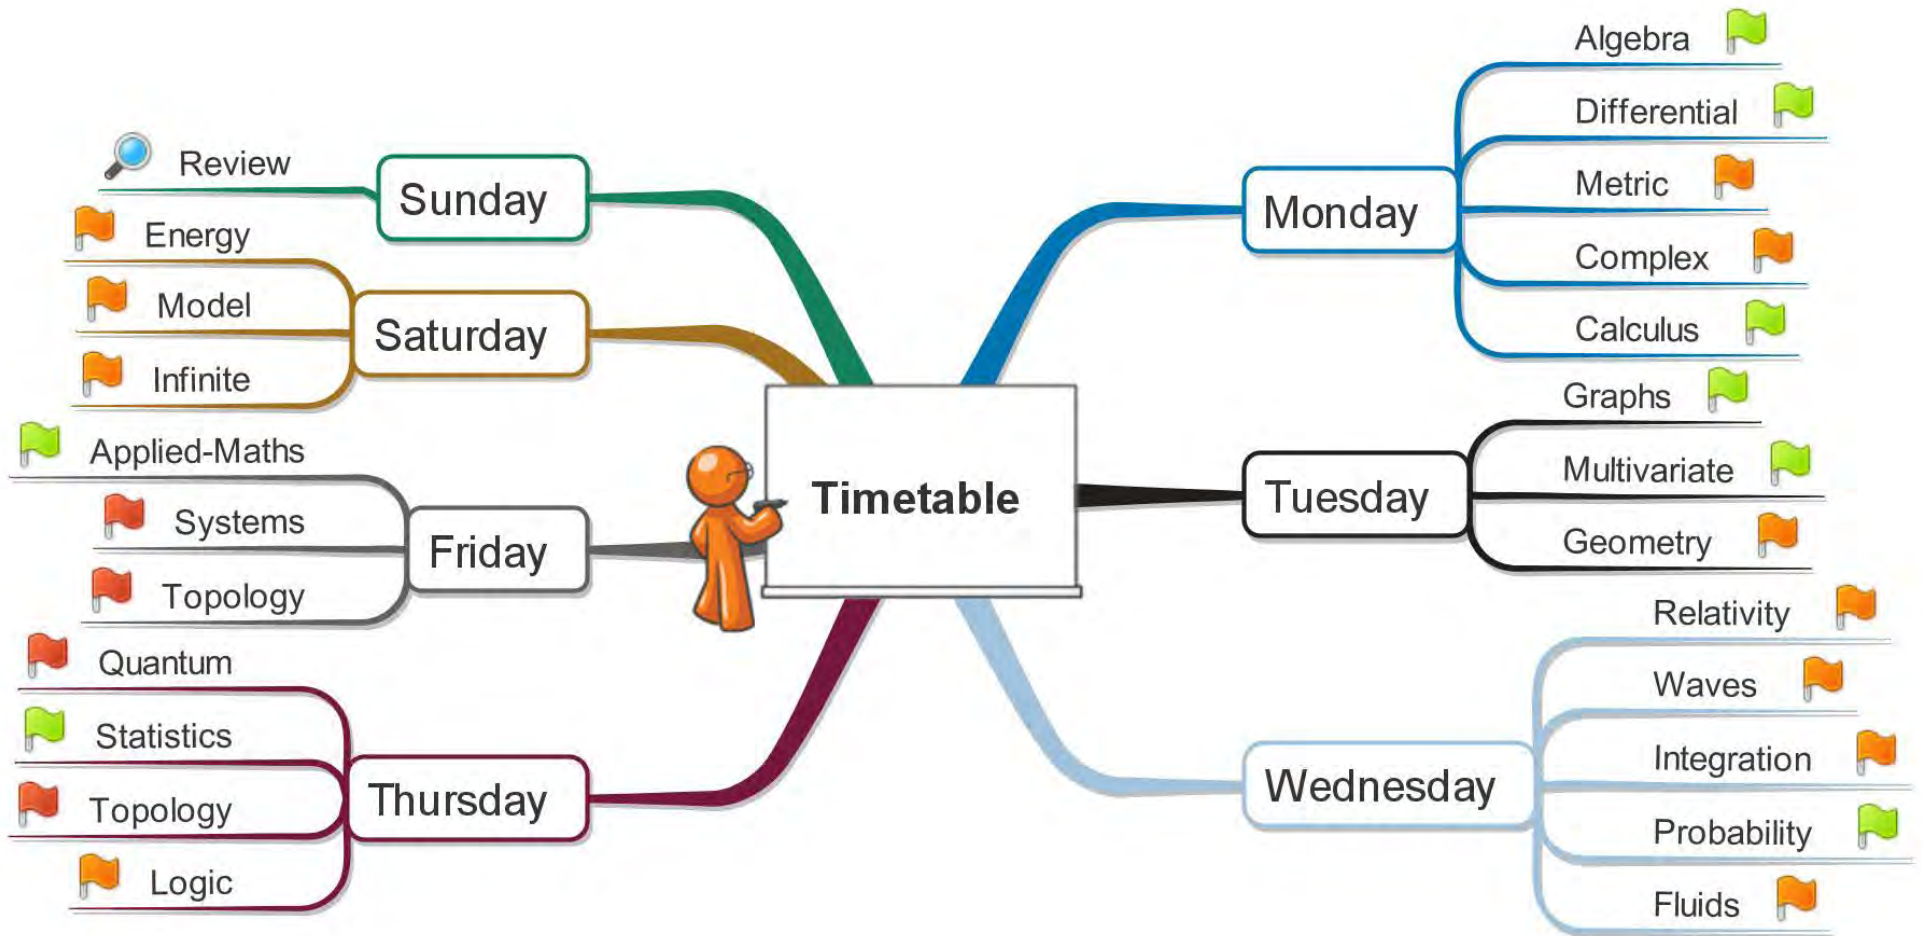 Timetable
Monday
Algebra
Differential
Metric
Complex
Calculus
Tuesday
Graphs
Multivariate
Geometry
Wednesday
Relativity
Waves
Integration
Probability
Fluids
Thursday
Quantum
Statistics
Topology
Logic
Friday
Applied-Maths
Systems
Topology
Saturday
Energy
Model
Infinite
Sunday
Review